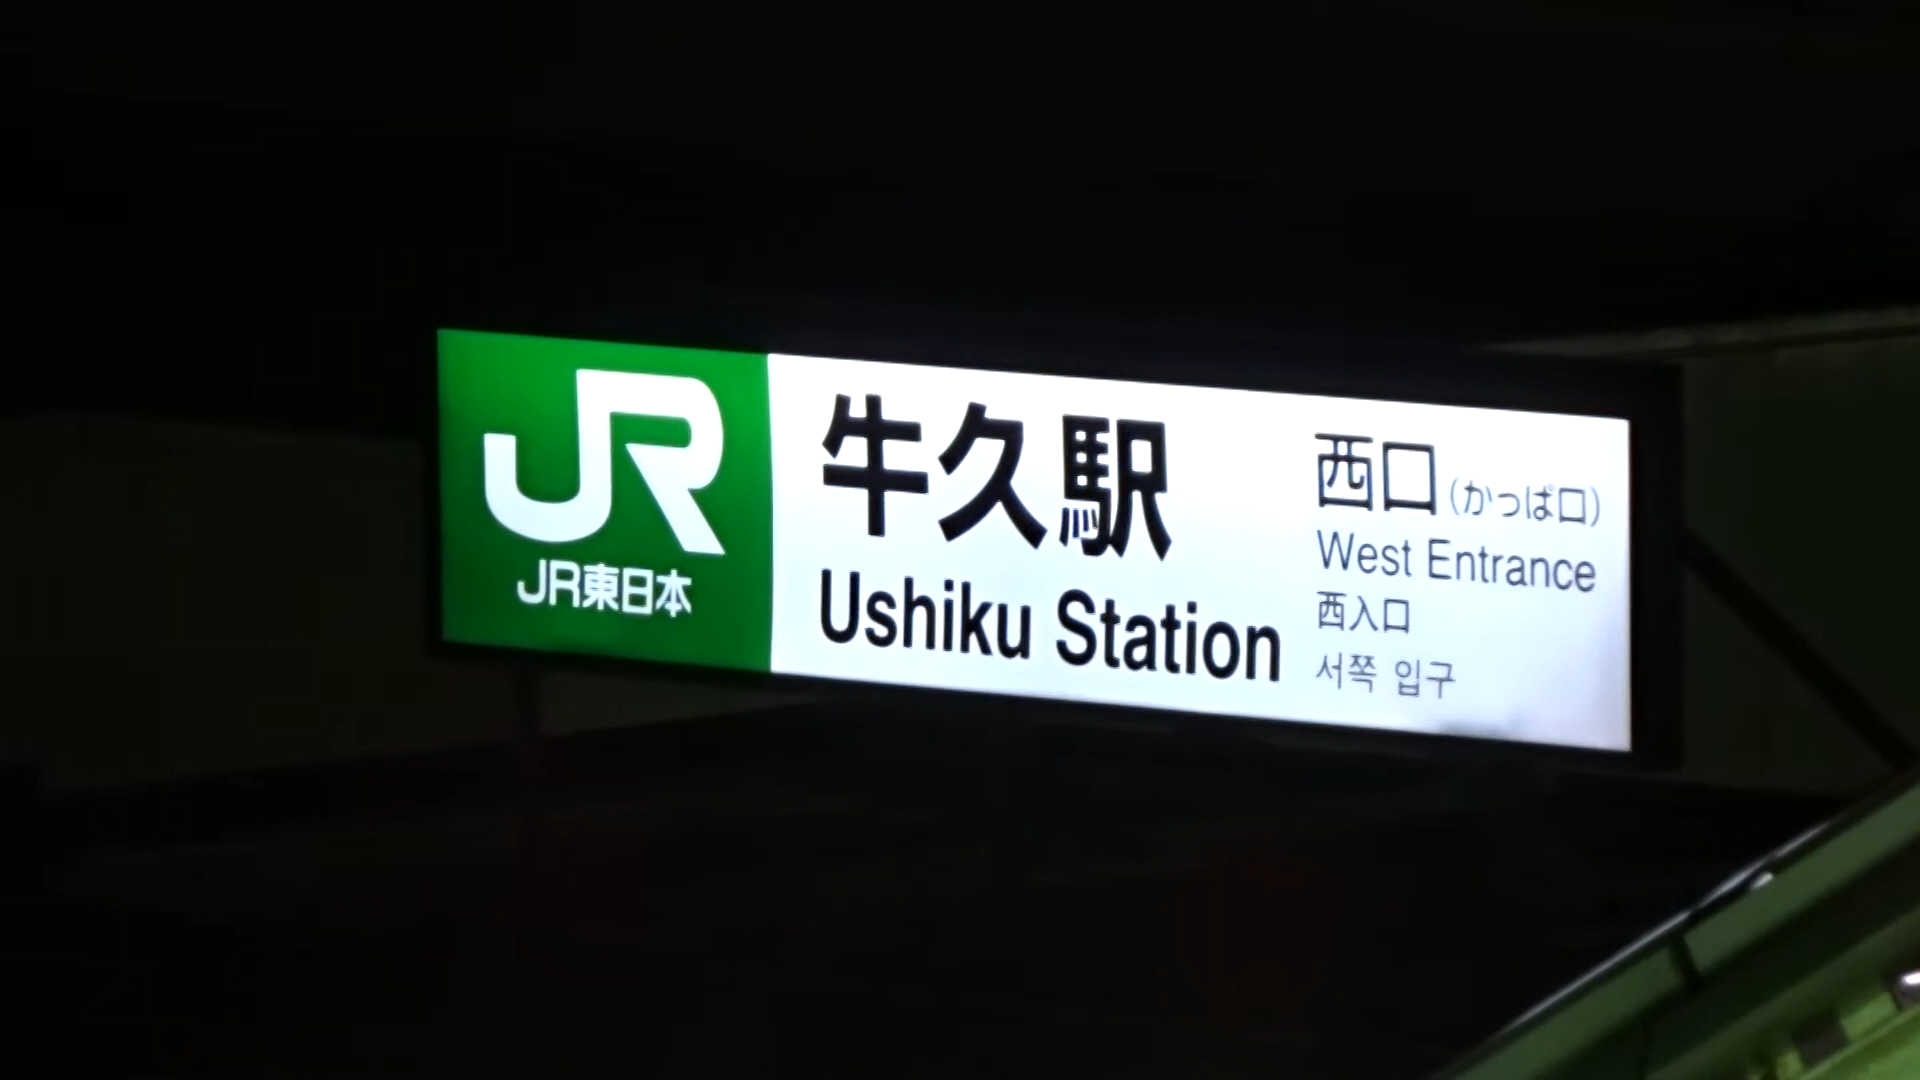 JR
JR東日本
牛久駅
Ushiku Station
西口(かっぱ口)
West Entrance
西入口
서쪽 입구